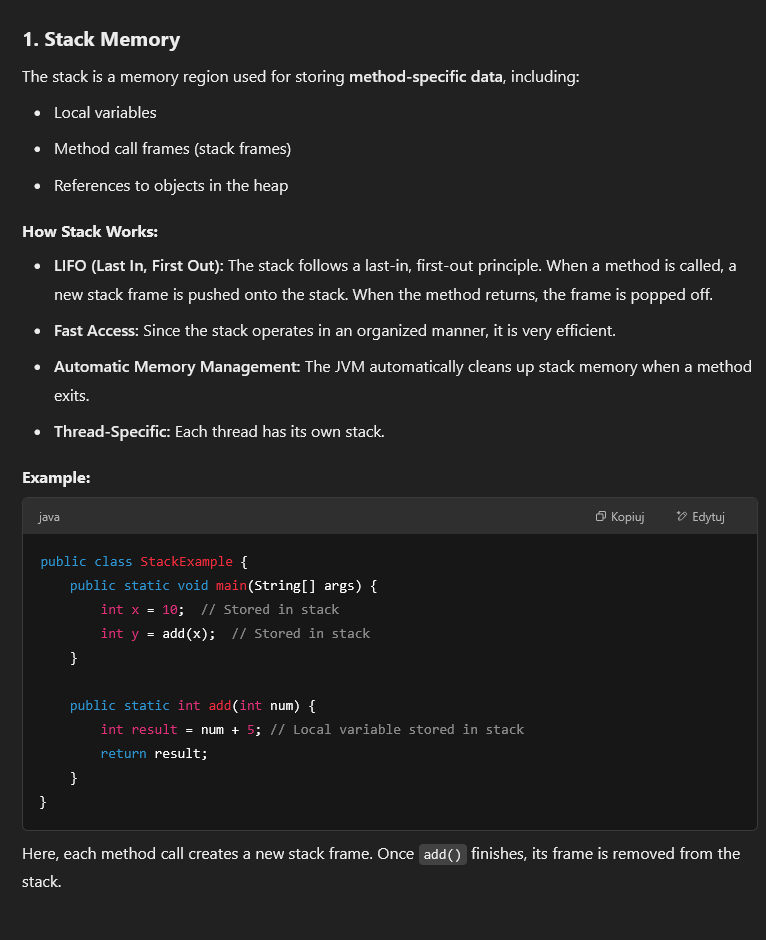 1. Stack Memory
The stack is a memory region used for storing method-specific data, including:
• Local variables
• Method call frames (stack frames)
• References to objects in the heap
How Stack Works:
• LIFO (Last In, First Out): The stack follows a last-in, first-out principle. When a method is called, a
new stack frame is pushed onto the stack. When the method returns, the frame is popped off.
• Fast Access: Since the stack operates in an organized manner, it is very efficient.
• Automatic Memory Management: The JVM automatically cleans up stack memory when a method
exits.
• Thread-Specific: Each thread has its own stack.
Example:
java Kopiuj Edytuj
public class StackExample {
    public static void main(String[] args) {
        int x = 10;  // Stored in stack
        int y = add(x);  // Stored in stack
    }

    public static int add(int num) {
        int result = num + 5; // Local variable stored in stack
        return result;
    }
}
Here, each method call creates a new stack frame. Once add() finishes, its frame is removed from the
stack.